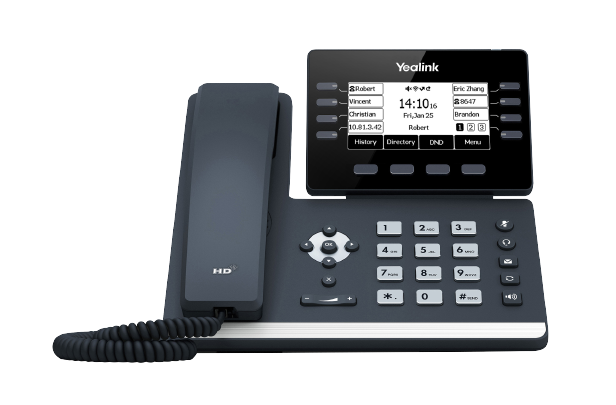 Yealink
Robert Eric Zhang
Vincent 14:10 16 8647
Christian Fri,Jan 25 Brandon
10.81.3.42 Robert 1 2 3
History Directory DND Menu
1 2 ABC 3 DEF
OK
4 GHI 5 JKL 6 MNO
HD
7 PQRS 8 TUV 9 WXYZ
X
- +
*. 0 # SEND